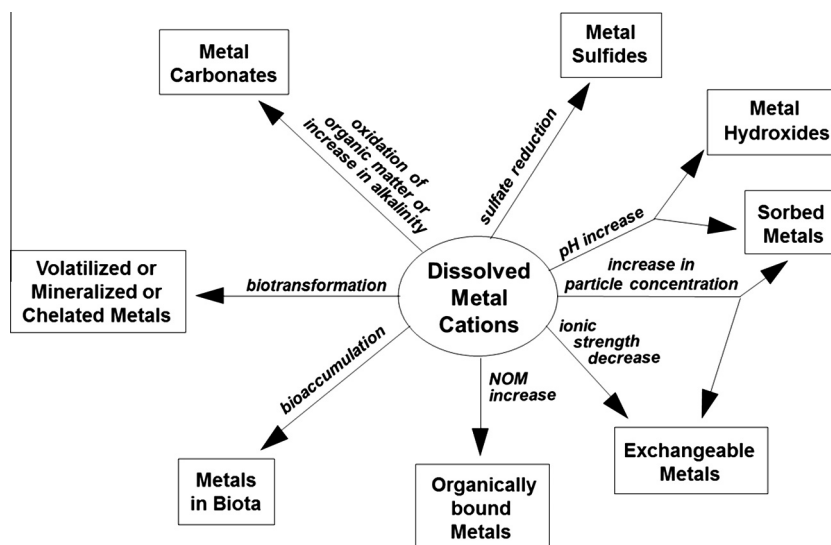 Metal
Carbonates
Metal
Sulfides
Metal
Hydroxides
oxidation of
organic matter or
increase in alkalinity
sulfate reduction
pH increase
Sorbed
Metals
Volatilized or
Mineralized or
Chelated Metals
biotransformation
Dissolved
Metal
Cations
increase in
particle concentration
ionic
strength
decrease
bioaccumulation
NOM
increase
Metals
in Biota
Organically
bound
Metals
Exchangeable
Metals